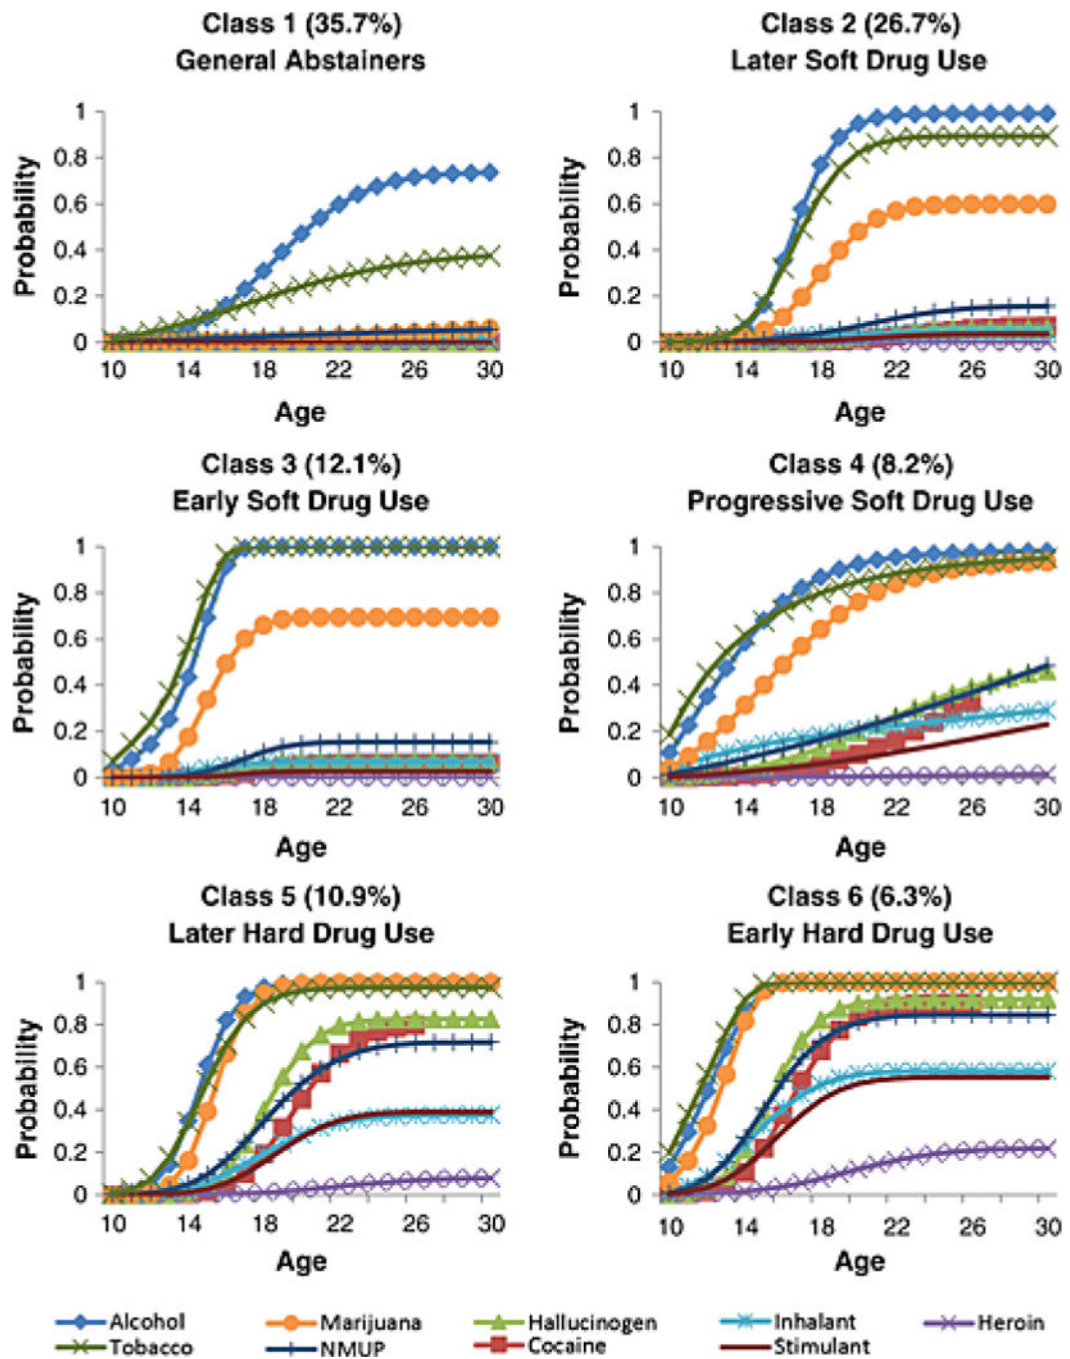 Class 1 (35.7%)
General Abstainers
Class 2 (26.7%)
Later Soft Drug Use
Probability
1
0.8
0.6
0.4
0.2
0
10 14 18 22 26 30
Age
Probability
1
0.8
0.6
0.4
0.2
0
10 14 18 22 26 30
Age
Class 3 (12.1%)
Early Soft Drug Use
Class 4 (8.2%)
Progressive Soft Drug Use
Probability
1
0.8
0.6
0.4
0.2
0
10 14 18 22 26 30
Age
Probability
1
0.8
0.6
0.4
0.2
0
10 14 18 22 26 30
Age
Class 5 (10.9%)
Later Hard Drug Use
Class 6 (6.3%)
Early Hard Drug Use
Probability
1
0.8
0.6
0.4
0.2
0
10 14 18 22 26 30
Age
Probability
1
0.8
0.6
0.4
0.2
0
10 14 18 22 26 30
Age
Alcohol Marijuana Hallucinogen Inhalant Heroin
Tobacco NMUP Cocaine Stimulant